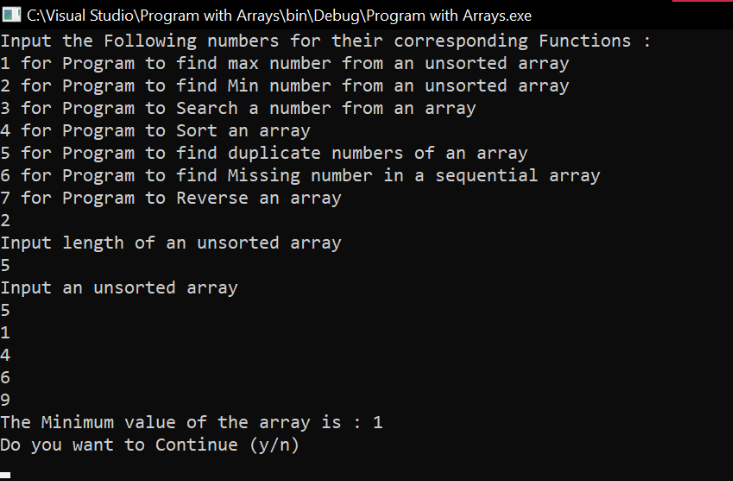 C:\Visual Studio\Program with Arrays\bin\Debug\Program with Arrays.exe
Input the Following numbers for their corresponding Functions :
1 for Program to find max number from an unsorted array
2 for Program to find Min number from an unsorted array
3 for Program to Search a number from an array
4 for Program to Sort an array
5 for Program to find duplicate numbers of an array
6 for Program to find Missing number in a sequential array
7 for Program to Reverse an array
2
Input length of an unsorted array
5
Input an unsorted array
5
1
4
6
9
The Minimum value of the array is : 1
Do you want to Continue (y/n)